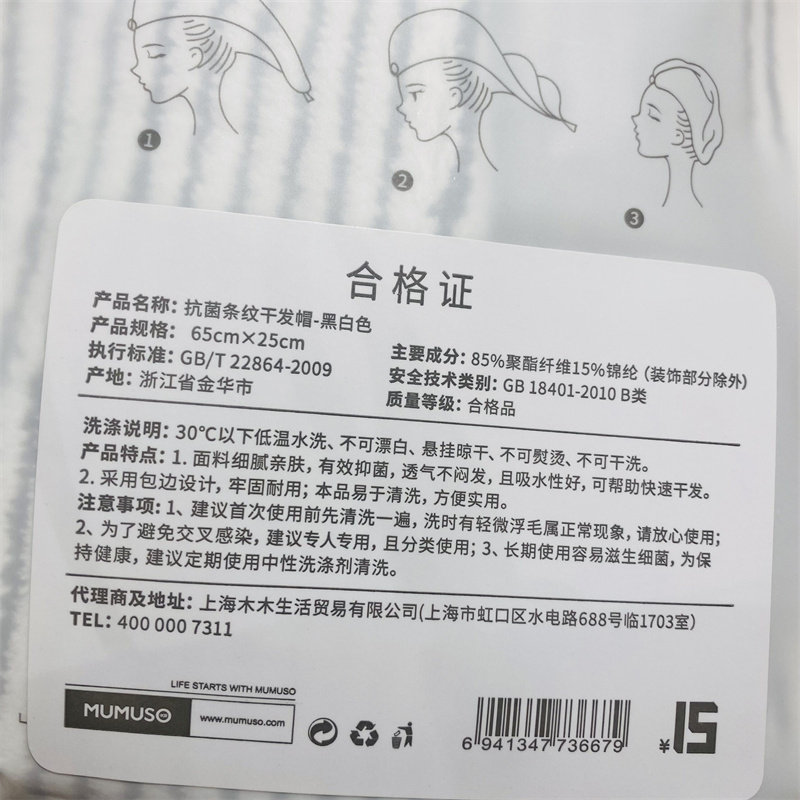 1
2
3
合格证
产品名称: 抗菌条纹干发帽-黑白色
产品规格: 65cm×25cm
执行标准: GB/T 22864-2009
产地: 浙江省金华市
主要成分: 85%聚酯纤维15%锦纶 (装饰部分除外)
安全技术类别: GB 18401-2010 B类
质量等级: 合格品
洗涤说明: 30℃以下低温水洗、不可漂白、悬挂晾干、不可熨烫、不可干洗。
产品特点: 1. 面料细腻亲肤, 有效抑菌, 透气不闷发, 且吸水性好, 可帮助快速干发。
2. 采用包边设计, 牢固耐用; 本品易于清洗, 方便实用。
注意事项: 1、建议首次使用前先清洗一遍, 洗时有轻微浮毛属正常现象, 请放心使用;
2、为了避免交叉感染, 建议专人专用, 且分类使用; 3、长期使用容易滋生细菌, 为保
持健康, 建议定期使用中性洗涤剂清洗。
代理商及地址: 上海木木生活贸易有限公司(上海市虹口区水电路688号临1703室)
TEL: 400 000 7311
LIFE STARTS WITH MUMUSO
MUMUSO
www.mumuso.com
6 941347 736679
¥15